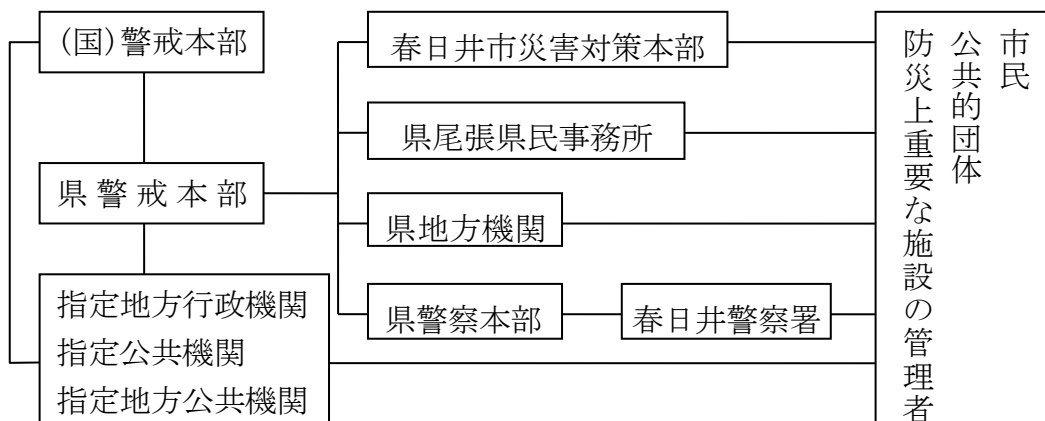 (国)警戒本部
県警戒本部
指定地方行政機関
指定公共機関
指定地方公共機関
春日井市災害対策本部
県尾張県民事務所
県地方機関
県警察本部
春日井警察署
市民
公共的団体
防災上重要な施設の管理者